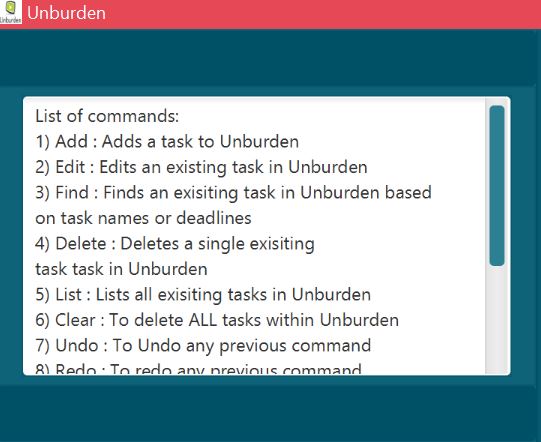 Unburden
Unburden
List of commands:
1) Add : Adds a task to Unburden
2) Edit : Edits an existing task in Unburden
3) Find : Finds an exisiting task in Unburden based
on task names or deadlines
4) Delete : Deletes a single exisiting
task task in Unburden
5) List : Lists all exisiting tasks in Unburden
6) Clear : To delete ALL tasks within Unburden
7) Undo : To Undo any previous command
8) Redo : To redo any previous command